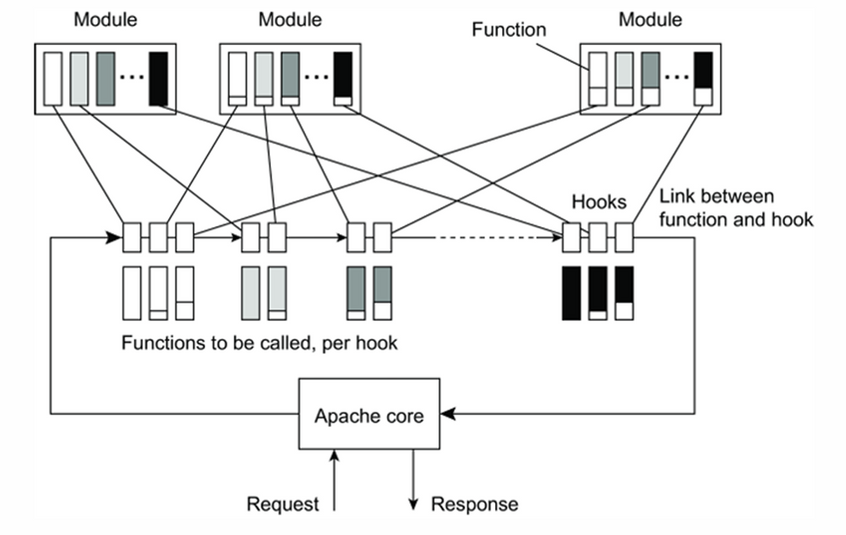 Module
Module
Module
Function
...
...
...
Hooks
Link between
function and hook
Functions to be called, per hook
Apache core
Request
Response